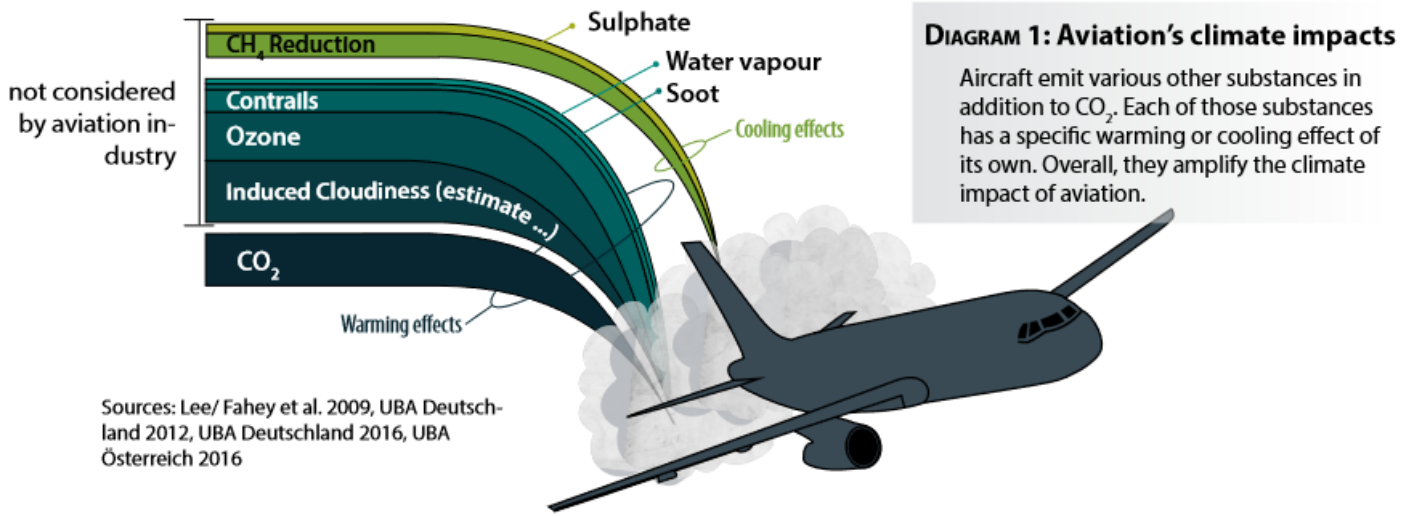 Sulphate
CH₄ Reduction
Water vapour
Soot
not considered
by aviation in-
dustry
Contrails
Ozone
Cooling effects
Induced Cloudiness (estimate ...)
CO₂
Warming effects
DIAGRAM 1: Aviation's climate impacts
Aircraft emit various other substances in
addition to CO₂. Each of those substances
has a specific warming or cooling effect of
its own. Overall, they amplify the climate
impact of aviation.
Sources: Lee/ Fahey et al. 2009, UBA Deutsch-
land 2012, UBA Deutschland 2016, UBA
Österreich 2016